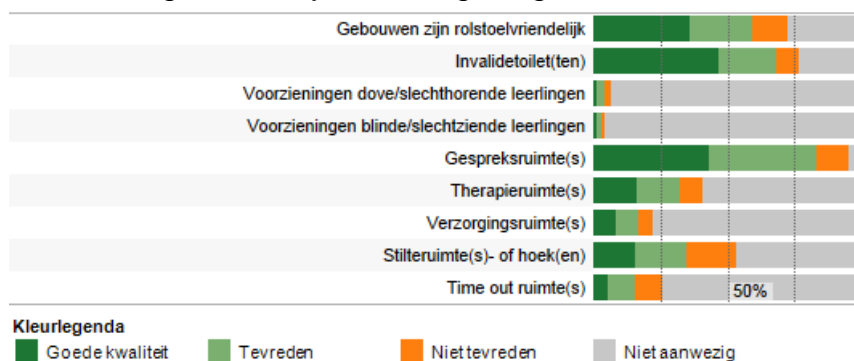 Gebouwen zijn rolstoelvriendelijk
Invalidetoilet(ten)
Voorzieningen dove/slechthorende leerlingen
Voorzieningen blinde/slechtziende leerlingen
Gespreksruimte(s)
Therapieruimte(s)
Verzorgingsruimte(s)
Stilteruimte(s)- of hoek(en)
Time out ruimte(s)
50%
Kleurlegenda
Goede kwaliteit Tevreden Niet tevreden Niet aanwezig